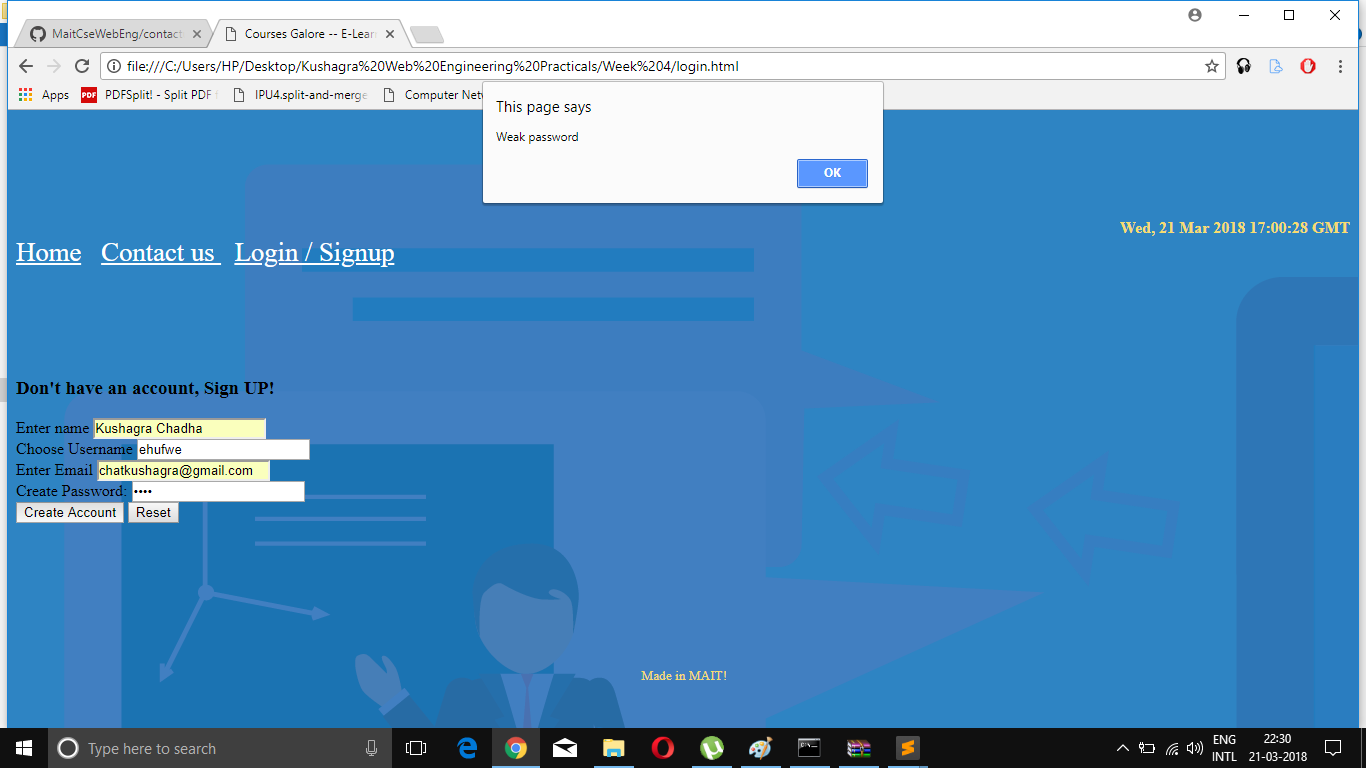 MaitCseWebEng/contact
Courses Galore -- E-Lear
file:///C:/Users/HP/Desktop/Kushagra%20Web%20Engineering%20Practicals/Week%204/login.html
Apps
PDF
PDFSplit! - Split PDF
IPU4.split-and-merge
Computer Netw
This page says
Weak password
OK
Wed, 21 Mar 2018 17:00:28 GMT
Home Contact us Login / Signup
Don't have an account, Sign UP!
Enter name Kushagra Chadha
Choose Username ehufwe
Enter Email chatkushagra@gmail.com
Create Password: ••••
Create Account Reset
Made in MAIT!
Type here to search
ENG
INTL
22:30
21-03-2018